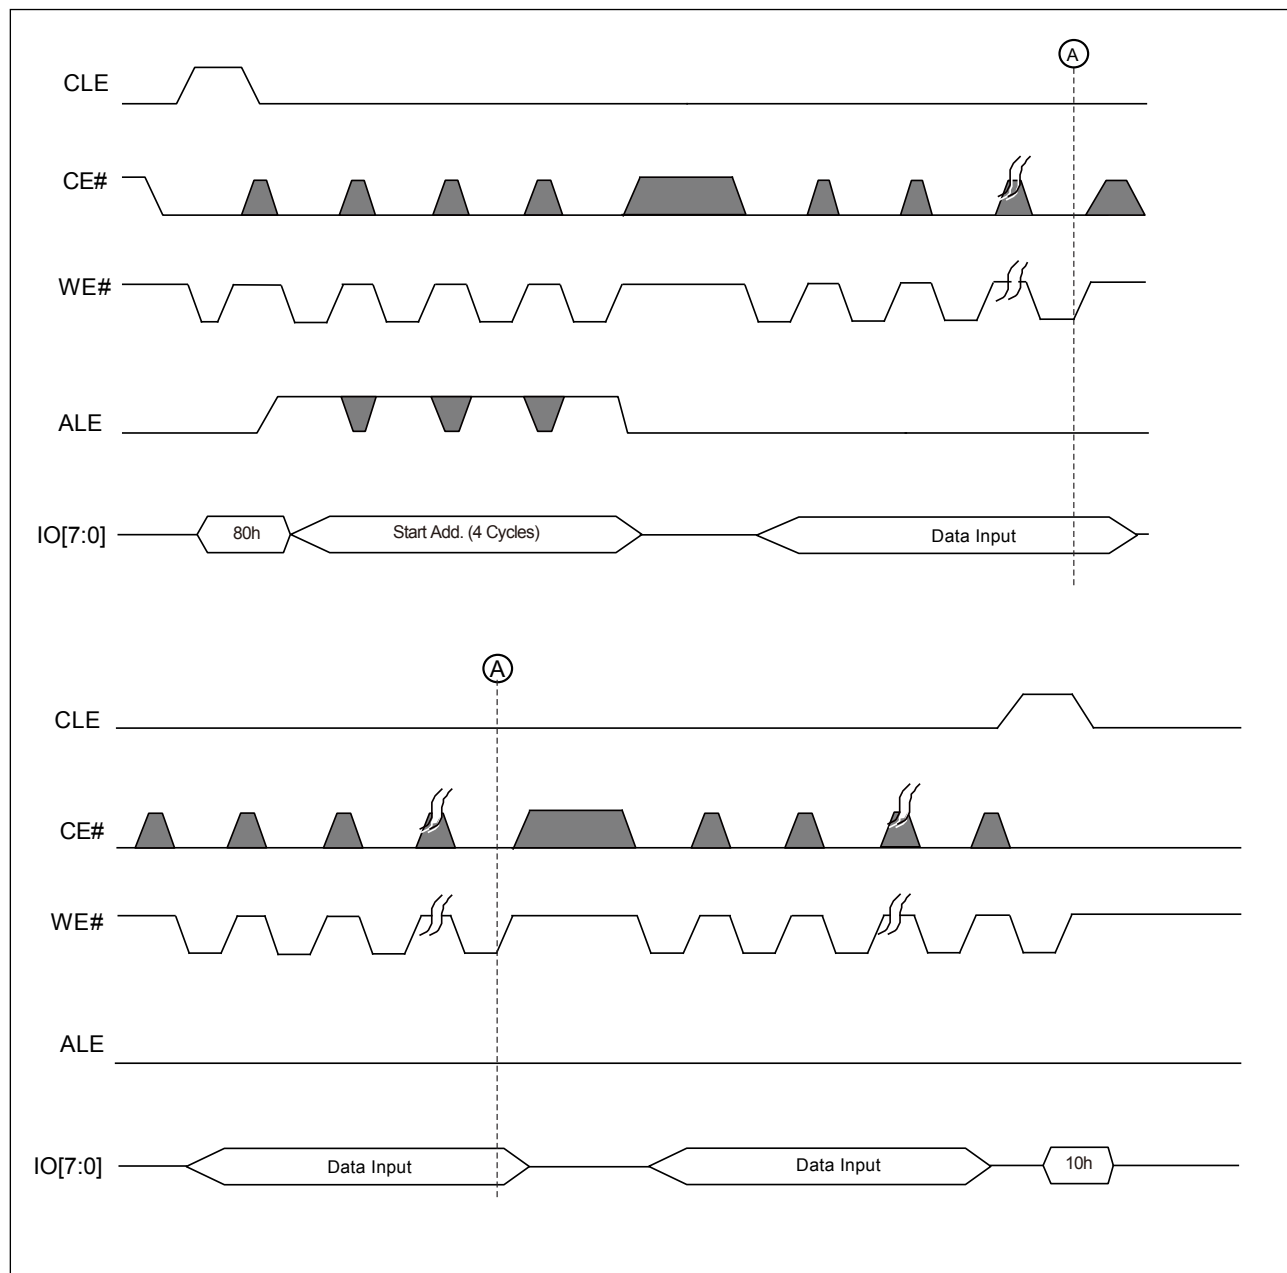 A
CLE
CE#
WE#
ALE
IO[7:0]
80h
Start Add. (4 Cycles)
Data Input
A
CLE
CE#
WE#
ALE
IO[7:0]
Data Input
Data Input
10h